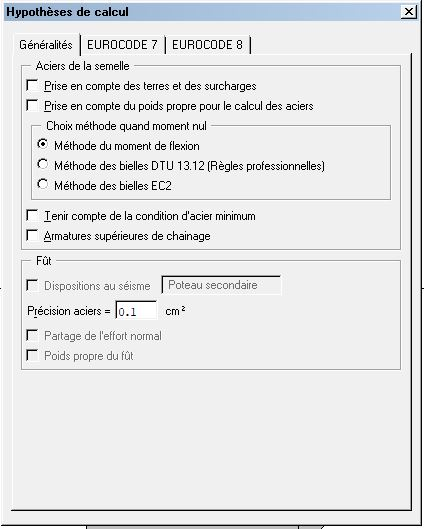 Hypothèses de calcul
Généralités
EUROCODE 7
EUROCODE 8
Aciers de la semelle
Prise en compte des terres et des surcharges
Prise en compte du poids propre pour le calcul des aciers
Choix méthode quand moment nul
Méthode du moment de flexion
Méthode des bielles DTU 13.12 (Règles professionnelles)
Méthode des bielles EC2
Tenir compte de la condition d'acier minimum
Armatures supérieures de chainage
Fût
Dispositions au séisme
Poteau secondaire
Précision aciers = 0.1 cm²
Partage de l'effort normal
Poids propre du fût